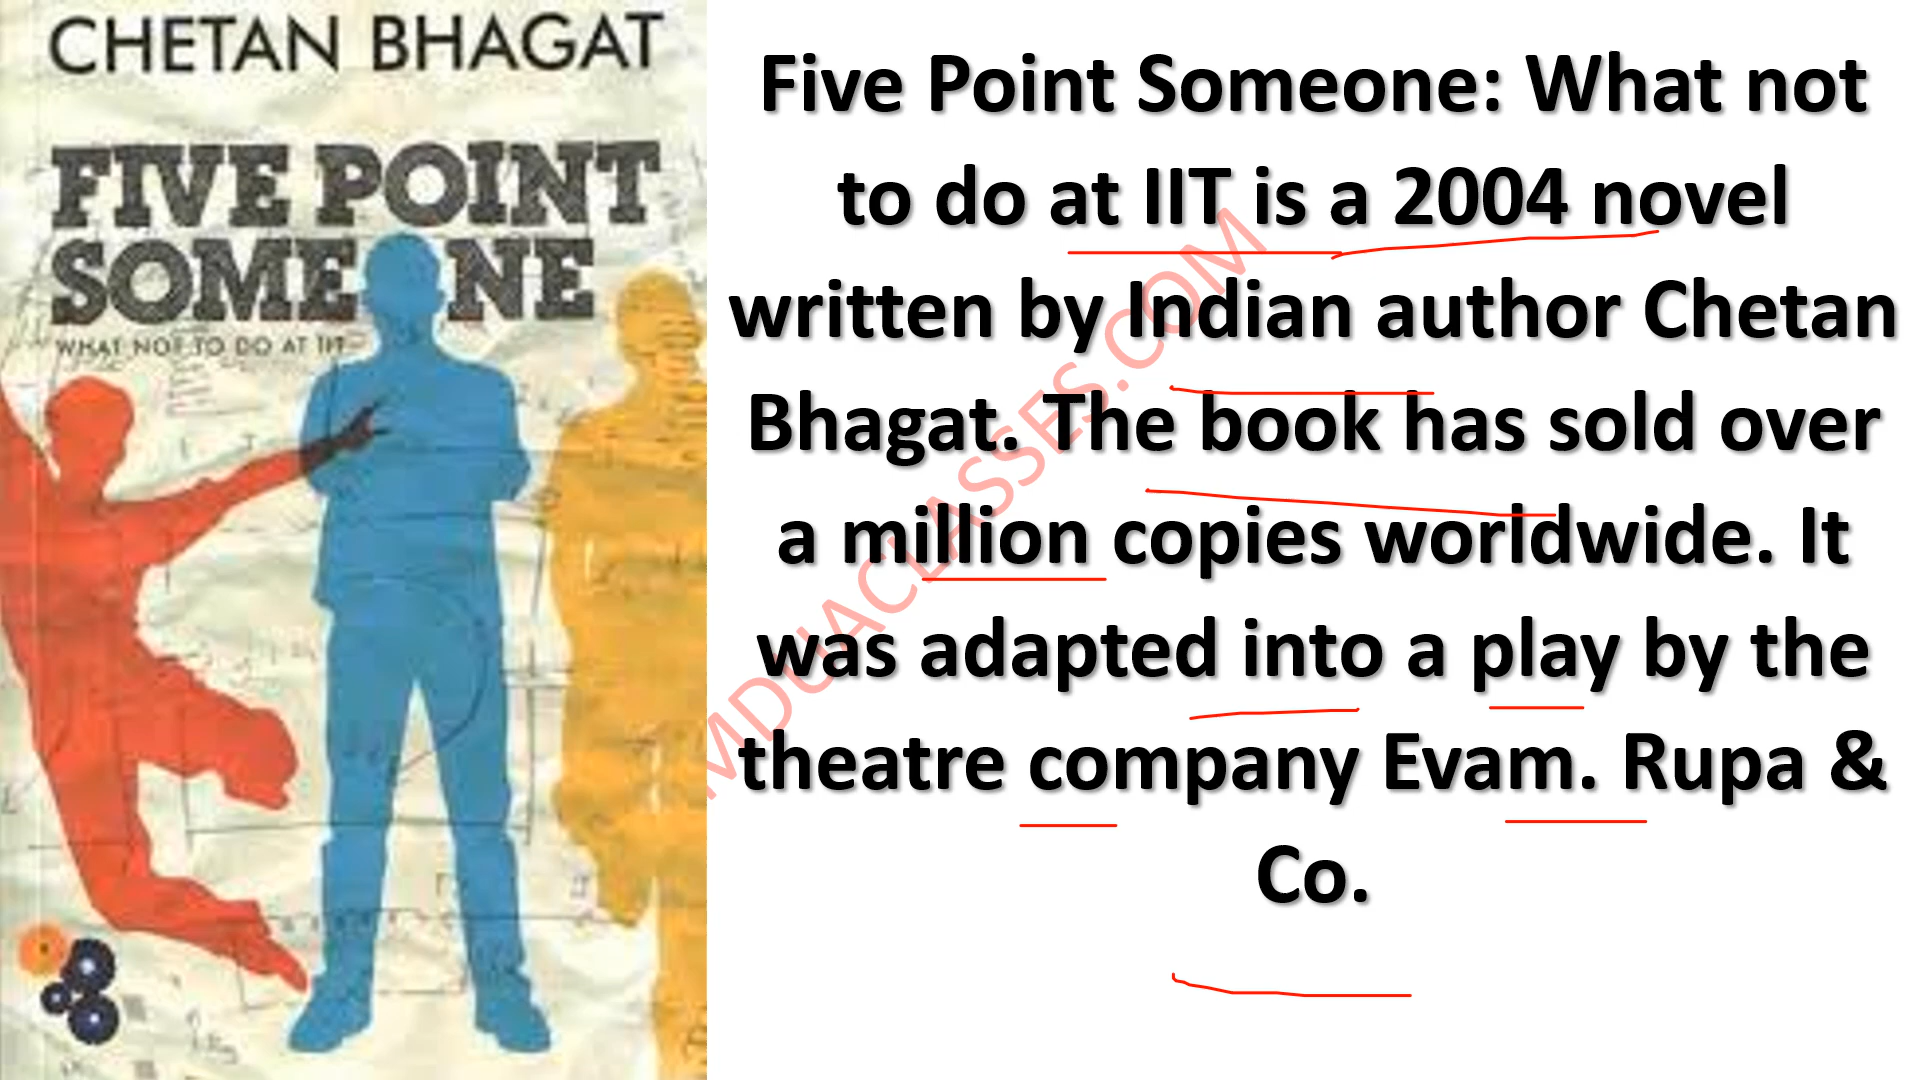 CHETAN BHAGAT
FIVE POINT
SOMEONE
WHAT NOT TO DO AT IIT
Five Point Someone: What not
to do at IIT is a 2004 novel
written by Indian author Chetan
Bhagat. The book has sold over
a million copies worldwide. It
was adapted into a play by the
theatre company Evam. Rupa &
Co.
MDUACLASSES.COM